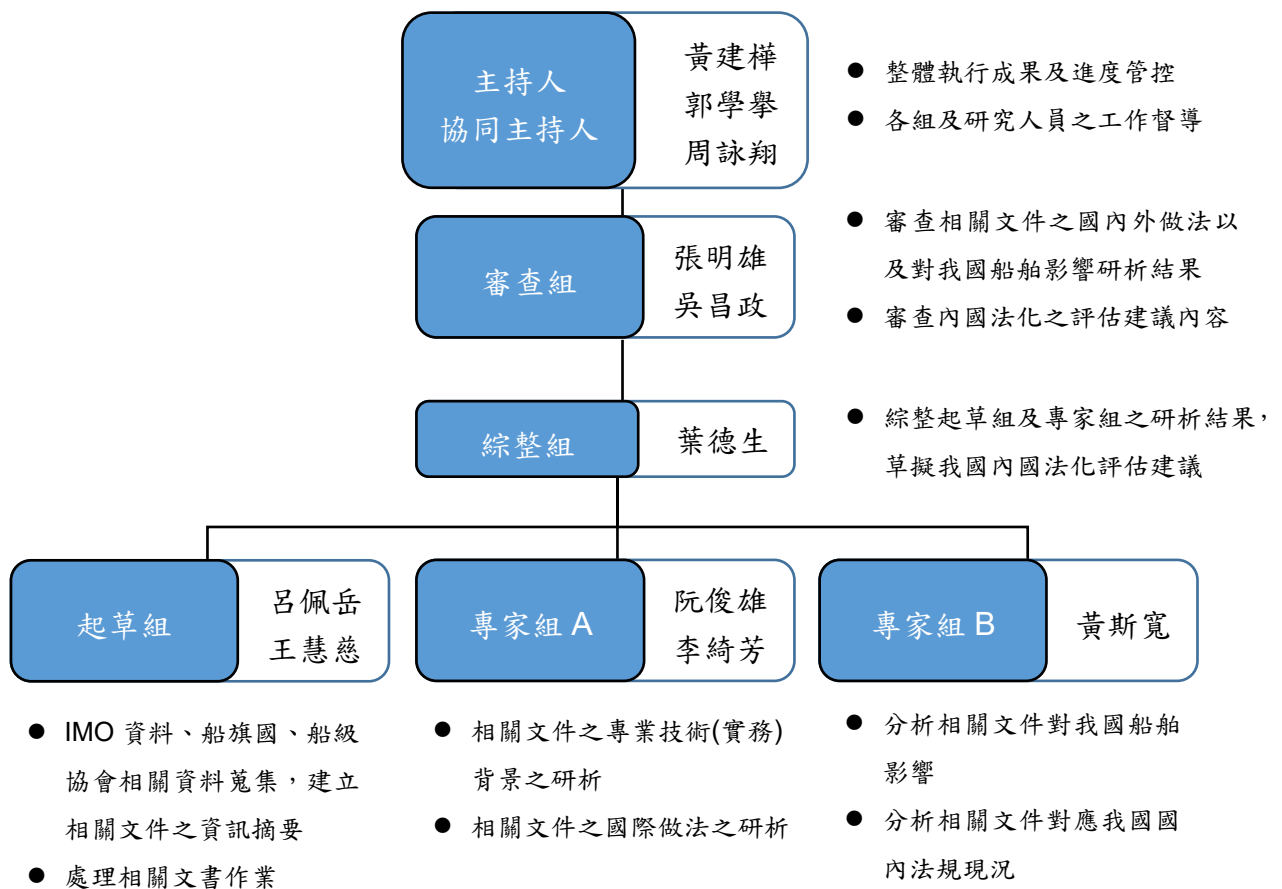 主持人
協同主持人
黃建樺
郭學舉
周詠翔
● 整體執行成果及進度管控
● 各組及研究人員之工作督導
審查組
張明雄
吳昌政
● 審查相關文件之國內外做法以
及對我國船舶影響研析結果
● 審查內國法化之評估建議內容
綜整組
葉德生
● 綜整起草組及專家組之研析結果，
草擬我國內國法化評估建議
起草組
呂佩岳
王慧慈
● IMO 資料、船旗國、船級
協會相關資料蒐集，建立
相關文件之資訊摘要
● 處理相關文書作業
專家組 A
阮俊雄
李綺芳
● 相關文件之專業技術(實務)
背景之研析
● 相關文件之國際做法之研析
專家組 B
黃斯寬
● 分析相關文件對我國船舶
影響
● 分析相關文件對應我國國
內法規現況